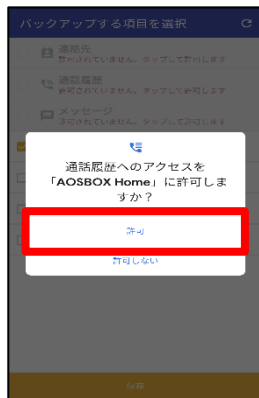 バックアップする項目を選択
連絡先
許可されていません。タップして許可します
通話履歴
許可されていません。タップして許可します
メッセージ
許可されていません。タップして許可します
通話履歴へのアクセスを
「AOSBOX Home」に許可しま
すか？
許可
許可しない
保存